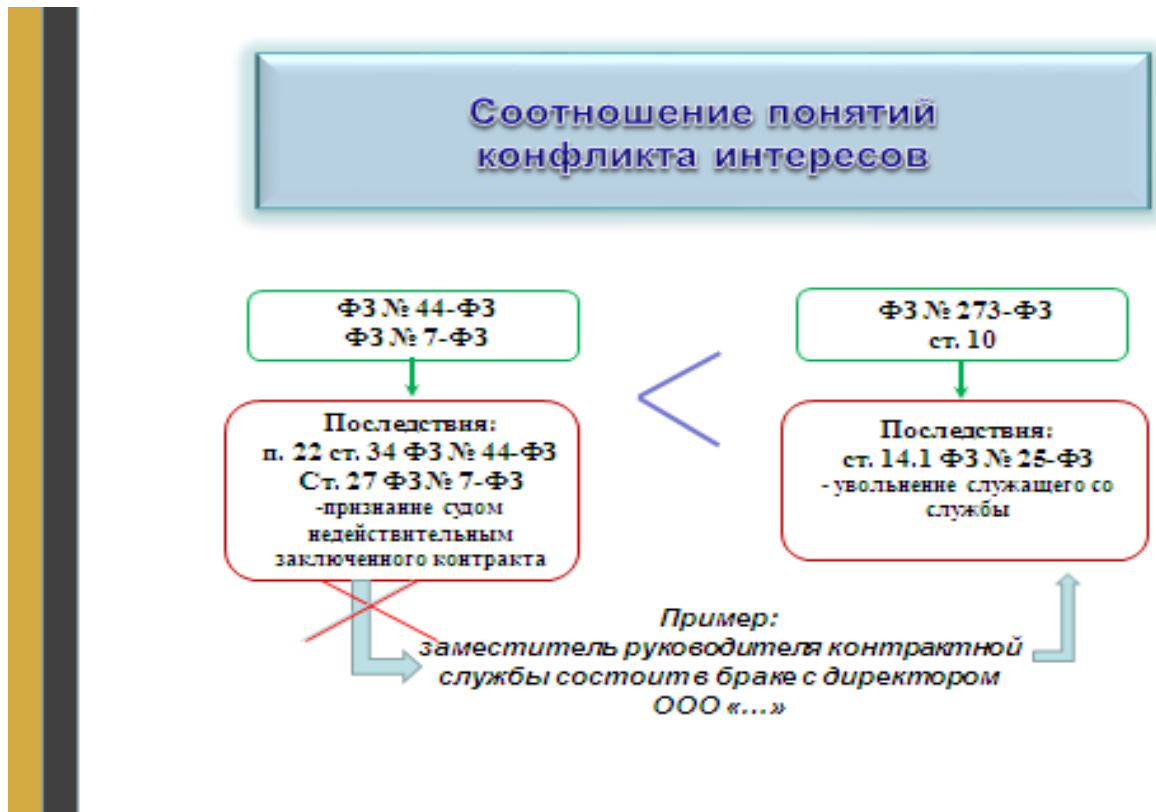 Соотношение понятий
конфликта интересов
ФЗ № 44-ФЗ
ФЗ № 7-ФЗ
Последствия:
п. 22 ст. 34 ФЗ № 44-ФЗ
Ст. 27 ФЗ № 7-ФЗ
-признание судом
недействительным
заключенного контракта
ФЗ № 273-ФЗ
ст. 10
Последствия:
ст. 14.1 ФЗ № 25-ФЗ
- увольнение служащего со
службы
Пример:
заместитель руководителя контрактной
службы состоит в браке с директором
ООО «...»